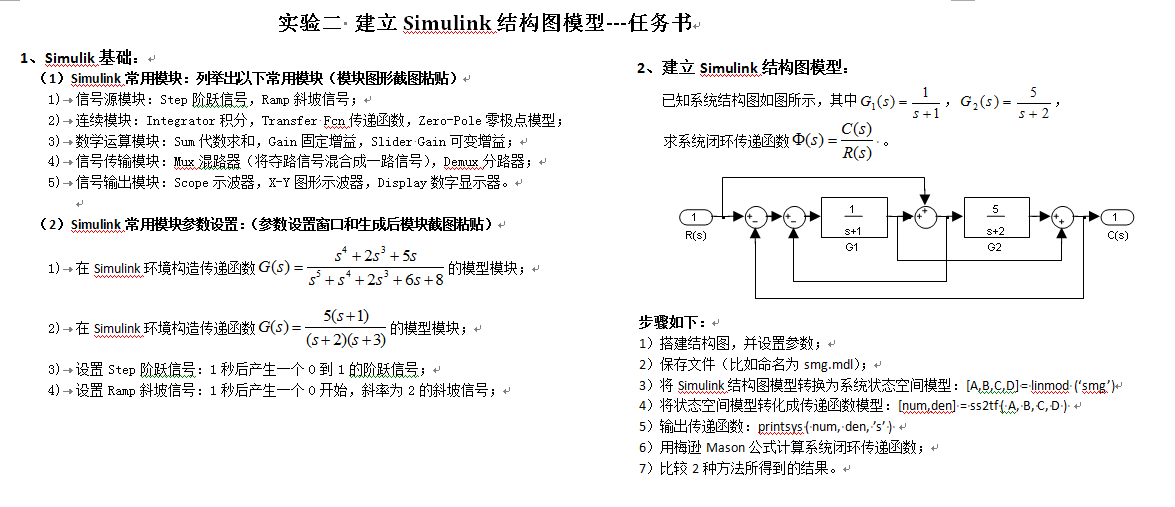 实验二 建立 Simulink 结构图模型---任务书
1、Simulik 基础：
（1）Simulink 常用模块：列举出以下常用模块（模块图形截图粘贴）
1)→信号源模块：Step 阶跃信号，Ramp 斜坡信号；
2)→连续模块：Integrator 积分，Transfer Fcn 传递函数，Zero-Pole 零极点模型；
3)→数学运算模块：Sum 代数求和，Gain 固定增益，Slider Gain 可变增益；
4)→信号传输模块：Mux 混路器（将夺路信号混合成一路信号），Demux 分路器；
5)→信号输出模块：Scope 示波器，X-Y 图形示波器，Display 数字显示器。
（2）Simulink 常用模块参数设置：（参数设置窗口和生成后模块截图粘贴）
1)→在 Simulink 环境构造传递函数 G(s) = (s^4 + 2s^3 + 5s) / (s^5 + s^4 + 2s^3 + 6s + 8) 的模型模块；
2)→在 Simulink 环境构造传递函数 G(s) = 5(s+1) / (s+2)(s+3) 的模型模块；
3)→设置 Step 阶跃信号：1 秒后产生一个 0 到 1 的阶跃信号；
4)→设置 Ramp 斜坡信号：1 秒后产生一个 0 开始，斜率为 2 的斜坡信号；
2、建立 Simulink 结构图模型：
已知系统结构图如图所示，其中 G1(s) = 1 / (s+1)，G2(s) = 5 / (s+2)，
求系统闭环传递函数 Φ(s) = C(s) / R(s)。
1
R(s)
+
-
+
-
1
s+1
G1
+
+
5
s+2
G2
+
+
1
C(s)
步骤如下：
1）搭建结构图，并设置参数；
2）保存文件（比如命名为 smg.mdl）；
3）将 Simulink 结构图模型转换为系统状态空间模型：[A,B,C,D]= linmod (‘smg’)
4）将状态空间模型转化成传递函数模型：[num,den] = ss2tf( A, B, C, D )
5）输出传递函数：printsys( num, den, ’s’ )
6）用梅逊 Mason 公式计算系统闭环传递函数；
7）比较 2 种方法所得到的结果。